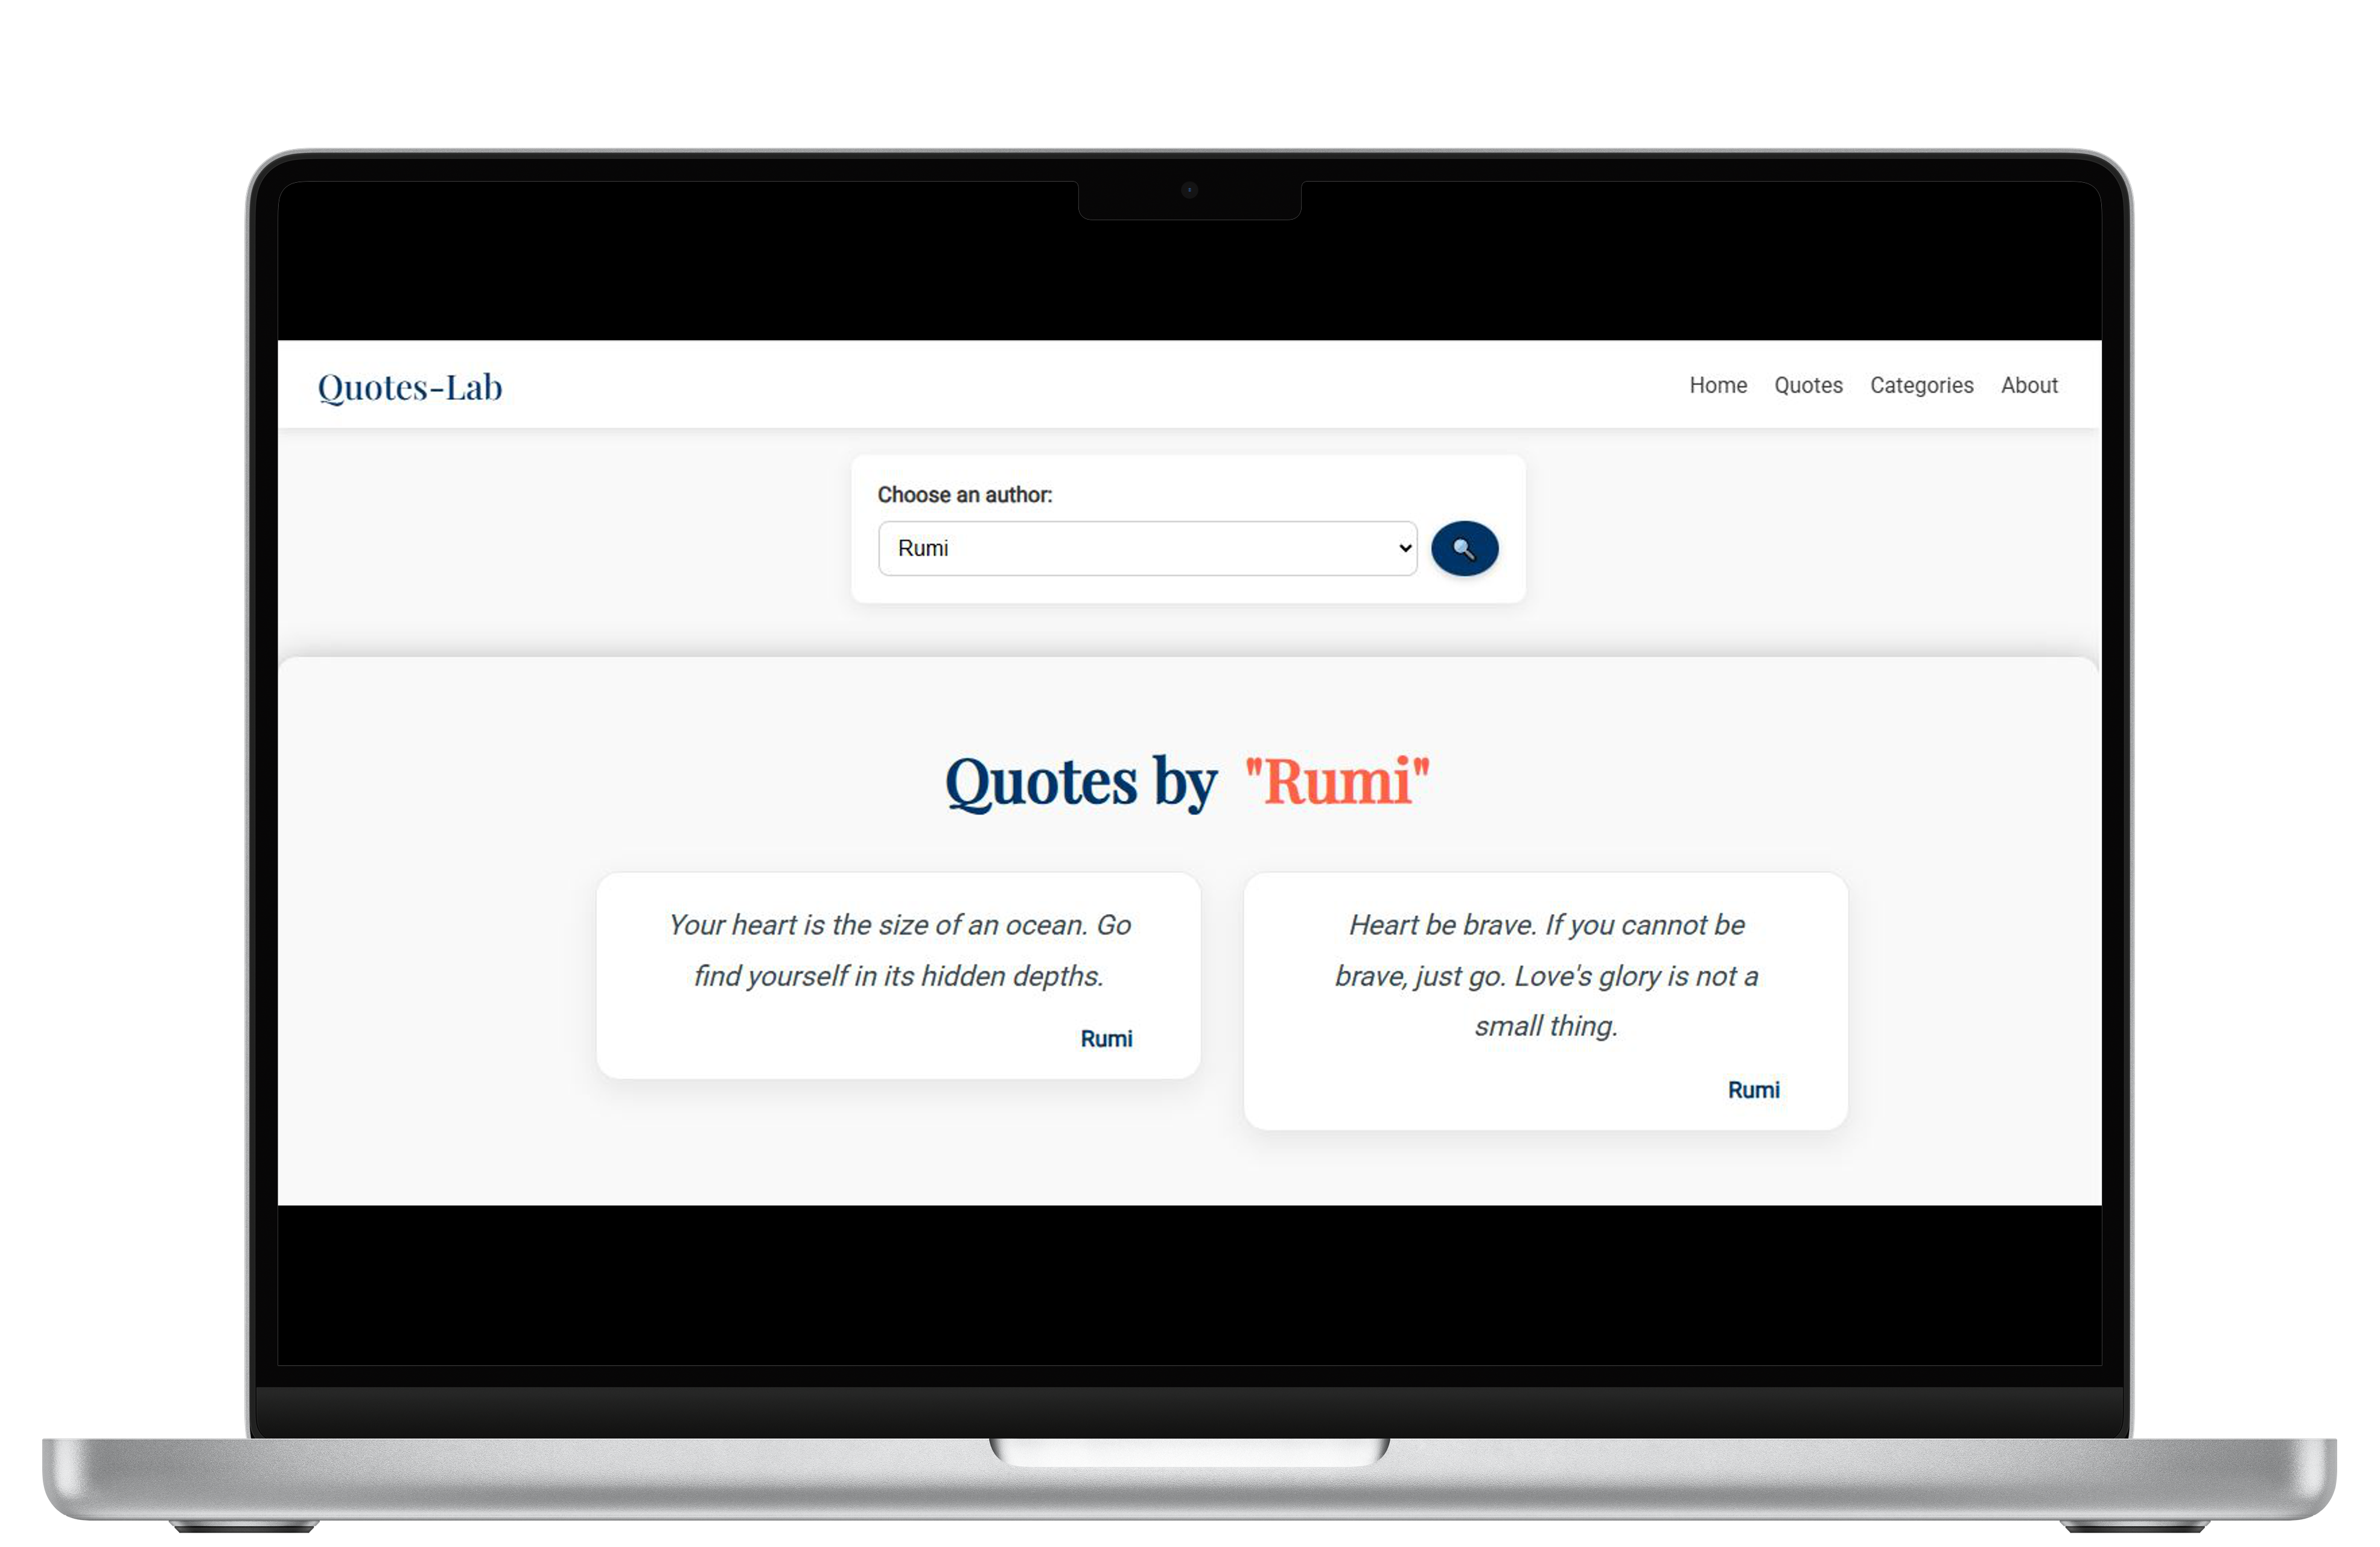 Quotes-Lab
Home Quotes Categories About
Choose an author:
Rumi
Quotes by "Rumi"
Your heart is the size of an ocean. Go
find yourself in its hidden depths.
Rumi
Heart be brave. If you cannot be
brave, just go. Love's glory is not a
small thing.
Rumi